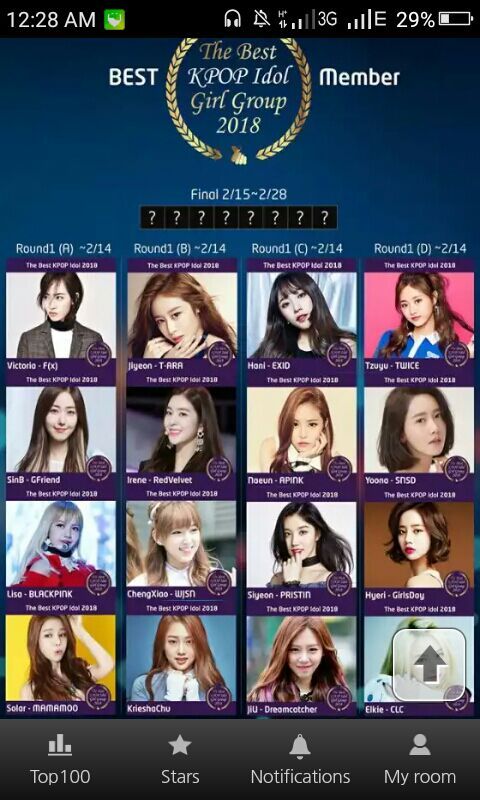 12:28 AM 3G E 29%
BEST The Best Member
KPOP Idol
Girl Group
2018
Final 2/15~2/28
? ? ? ? ? ? ? ?
Round1 (A) ~2/14 Round1 (B) ~2/14 Round1 (C) ~2/14 Round1 (D) ~2/14
The Best KPOP Idol 2018 The Best KPOP Idol 2018 The Best KPOP Idol 2018 The Best KPOP Idol 2018
Victoria - F(x) Jiyeon - T-ARA Hani - EXID Tzuyu - TWICE
The Best KPOP Idol 2018 The Best KPOP Idol 2018 The Best KPOP Idol 2018 The Best KPOP Idol 2018
SinB - GFriend Irene - RedVelvet Naeun - APINK Yoona - SNSD
The Best KPOP Idol 2018 The Best KPOP Idol 2018 The Best KPOP Idol 2018 The Best KPOP Idol 2018
Lisa - BLACKPINK ChengXiao - WJSN Siyeon - PRISTIN Hyeri - GirlsDay
The Best KPOP Idol 2018 The Best KPOP Idol 2018 The Best KPOP Idol 2018 The Best KPOP Idol 2018
Solar - MAMAMOO KrieshaChu JiU - Dreamcatcher Elkie - CLC
Top100 Stars Notifications My room